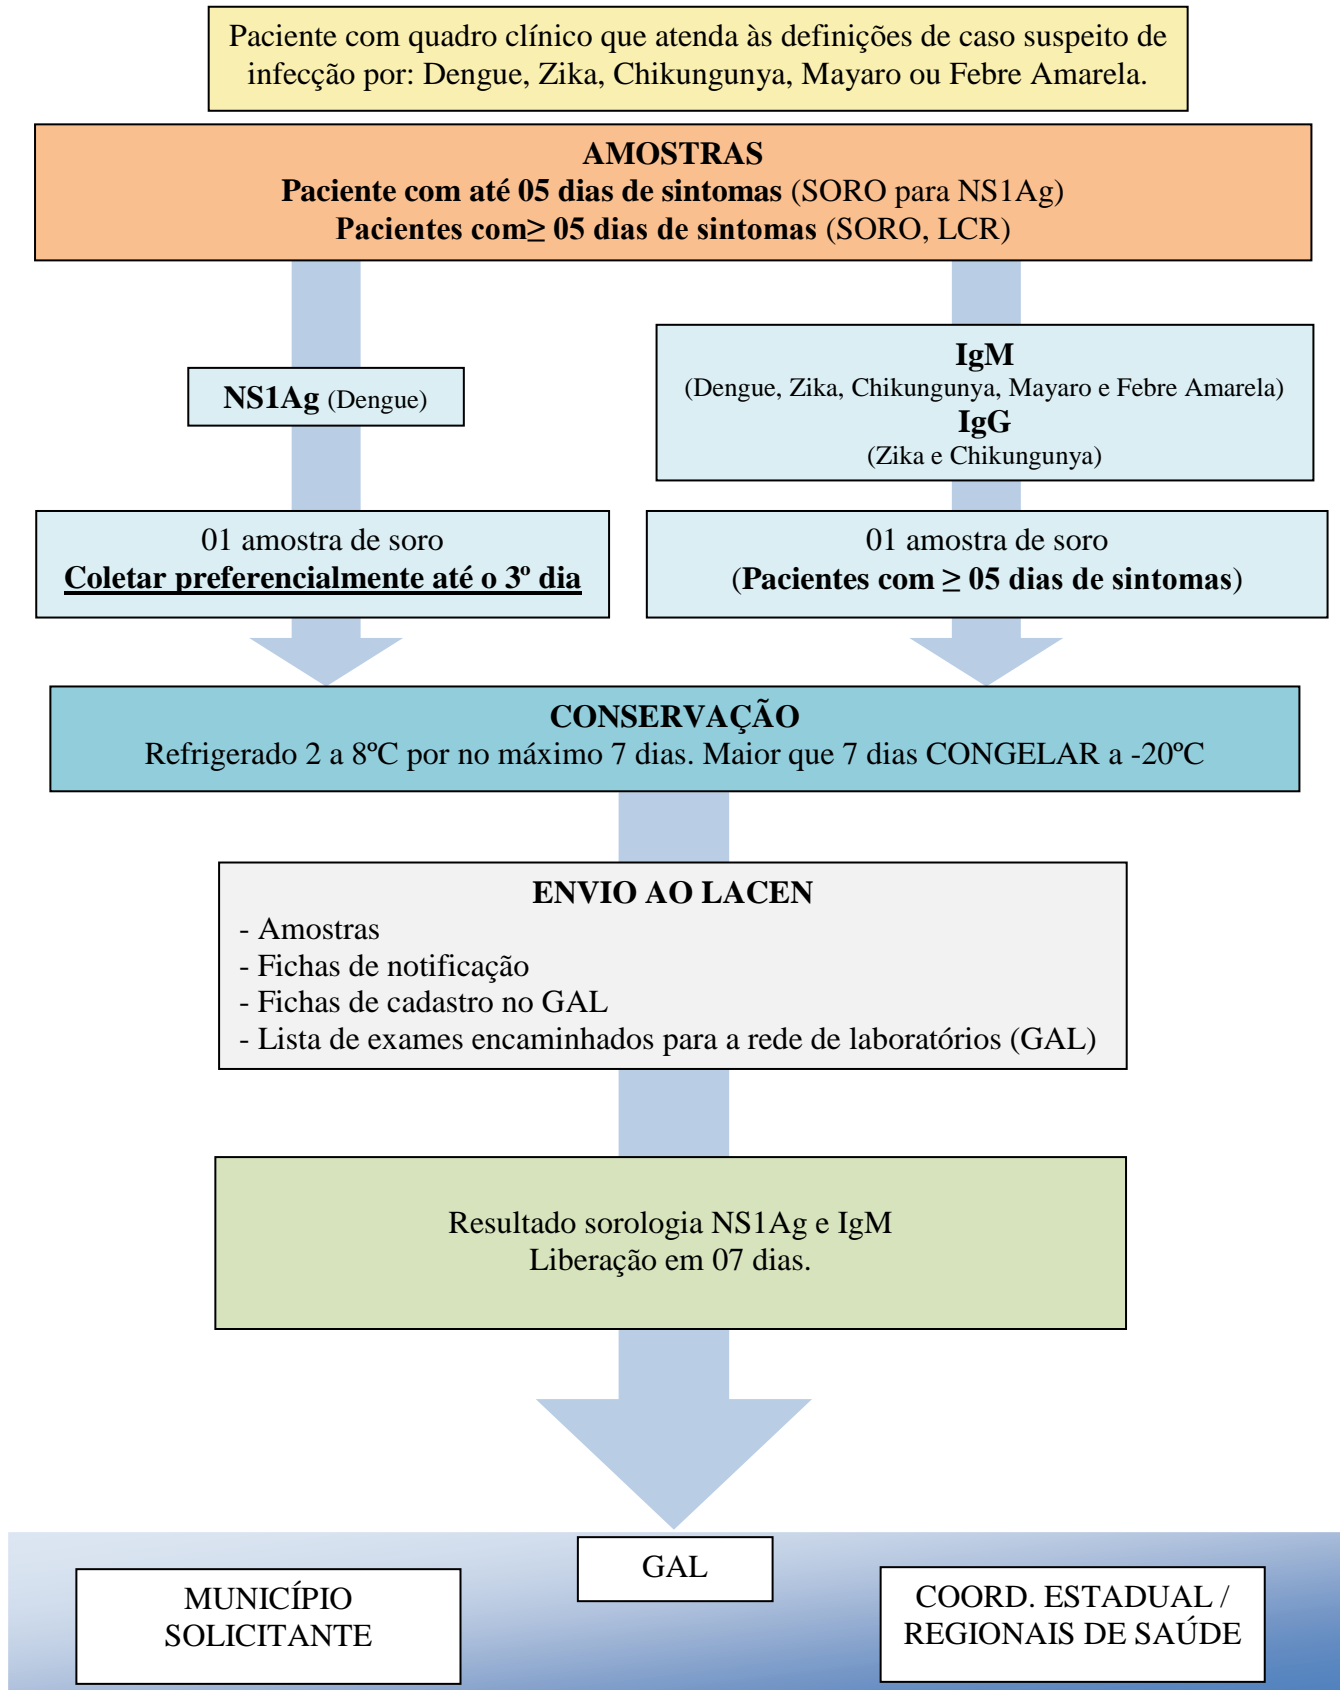 Paciente com quadro clínico que atenda às definições de caso suspeito de
infecção por: Dengue, Zika, Chikungunya, Mayaro ou Febre Amarela.
AMOSTRAS
Paciente com até 05 dias de sintomas (SORO para NS1Ag)
Pacientes com≥ 05 dias de sintomas (SORO, LCR)
NS1Ag (Dengue)
IgM
(Dengue, Zika, Chikungunya, Mayaro e Febre Amarela)
IgG
(Zika e Chikungunya)
01 amostra de soro
Coletar preferencialmente até o 3º dia
01 amostra de soro
(Pacientes com ≥ 05 dias de sintomas)
CONSERVAÇÃO
Refrigerado 2 a 8ºC por no máximo 7 dias. Maior que 7 dias CONGELAR a -20ºC
ENVIO AO LACEN
- Amostras
- Fichas de notificação
- Fichas de cadastro no GAL
- Lista de exames encaminhados para a rede de laboratórios (GAL)
Resultado sorologia NS1Ag e IgM
Liberação em 07 dias.
GAL
MUNICÍPIO
SOLICITANTE
COORD. ESTADUAL /
REGIONAIS DE SAÚDE